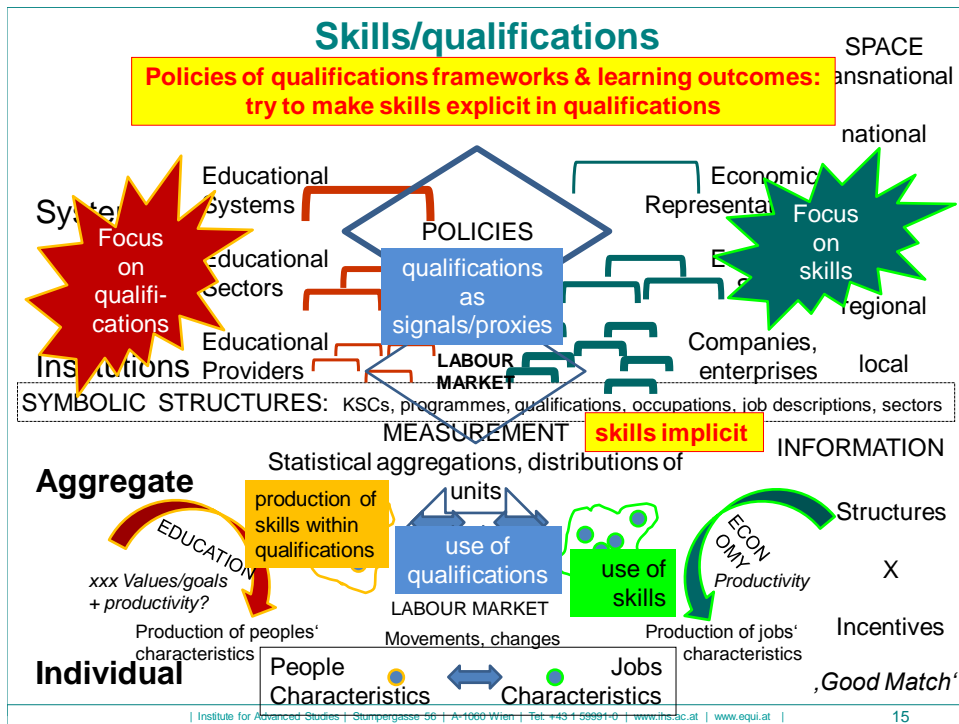 Skills/qualifications
SPACE
Policies of qualifications frameworks & learning outcomes:
try to make skills explicit in qualifications
ansnational
national
Educational
Systems
Economic
Representat
System
Focus
on
qualifi-
cations
POLICIES
Focus
on
skills
Educational
Sectors
qualifications
as
signals/proxies
E
S
regional
Institutions
Educational
Providers
LABOUR
MARKET
Companies,
enterprises
local
SYMBOLIC STRUCTURES: KSCs, programmes, qualifications, occupations, job descriptions, sectors
MEASUREMENT
skills implicit
INFORMATION
Statistical aggregations, distributions of
units
Aggregate
production of
skills within
qualifications
EDUCATION
use of
qualifications
use of
skills
ECON
OMY
Structures
xxx Values/goals
+ productivity?
Productivity
X
LABOUR MARKET
Movements, changes
Production of peoples‘
characteristics
Production of jobs‘
characteristics
Incentives
Individual
People
Characteristics
Jobs
Characteristics
‚Good Match‘
| Institute for Advanced Studies | Stumpergasse 56 | A-1060 Wien | Tel: +43 1 59991-0 | www.ihs.ac.at | www.equi.at |
15